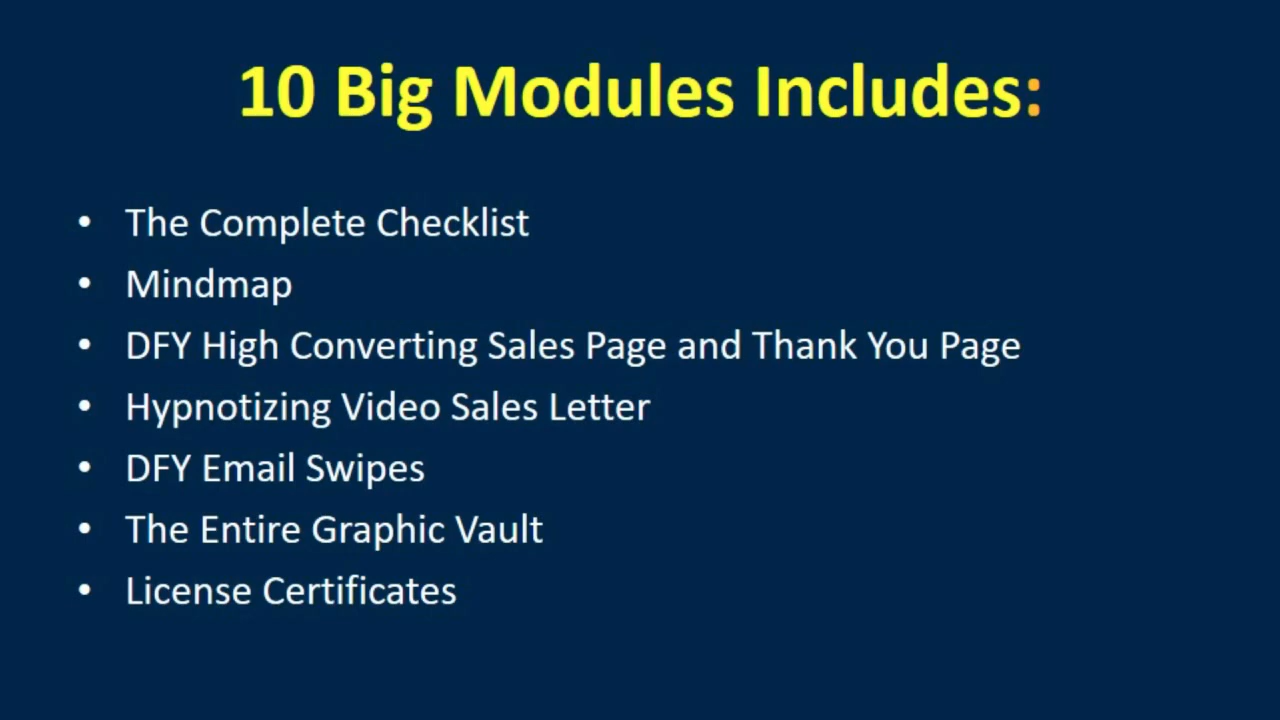 10 Big Modules Includes:
• The Complete Checklist
• Mindmap
• DFY High Converting Sales Page and Thank You Page
• Hypnotizing Video Sales Letter
• DFY Email Swipes
• The Entire Graphic Vault
• License Certificates